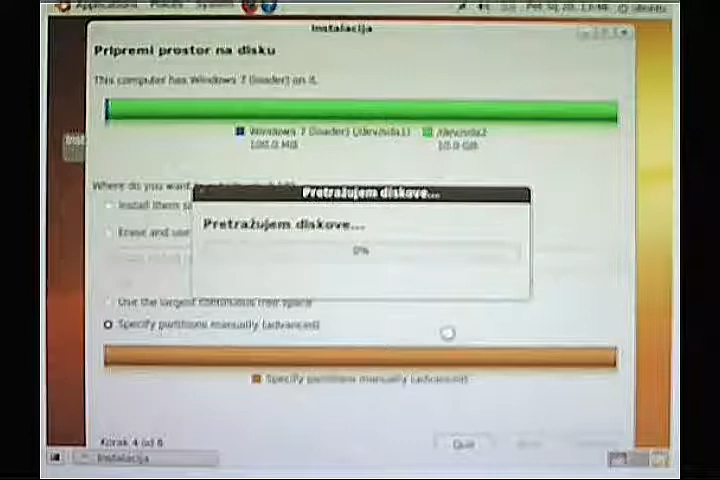 Applications Places System
Instalacija
Pripremi prostor na disku
This computer has Windows 7 (loader) on it.
Windows 7 (loader) (/dev/sda1)
/dev/sda2
100.0 MB
10.0 GB
Inst
Where do you want
Pretražujem diskove...
Install them
Pretražujem diskove...
Erase and use
0%
Use the largest continuous free space
Specify partitions manually (advanced)
Specify partitions manually (advanced)
Korak 4 od 8
Quit
Instalacija